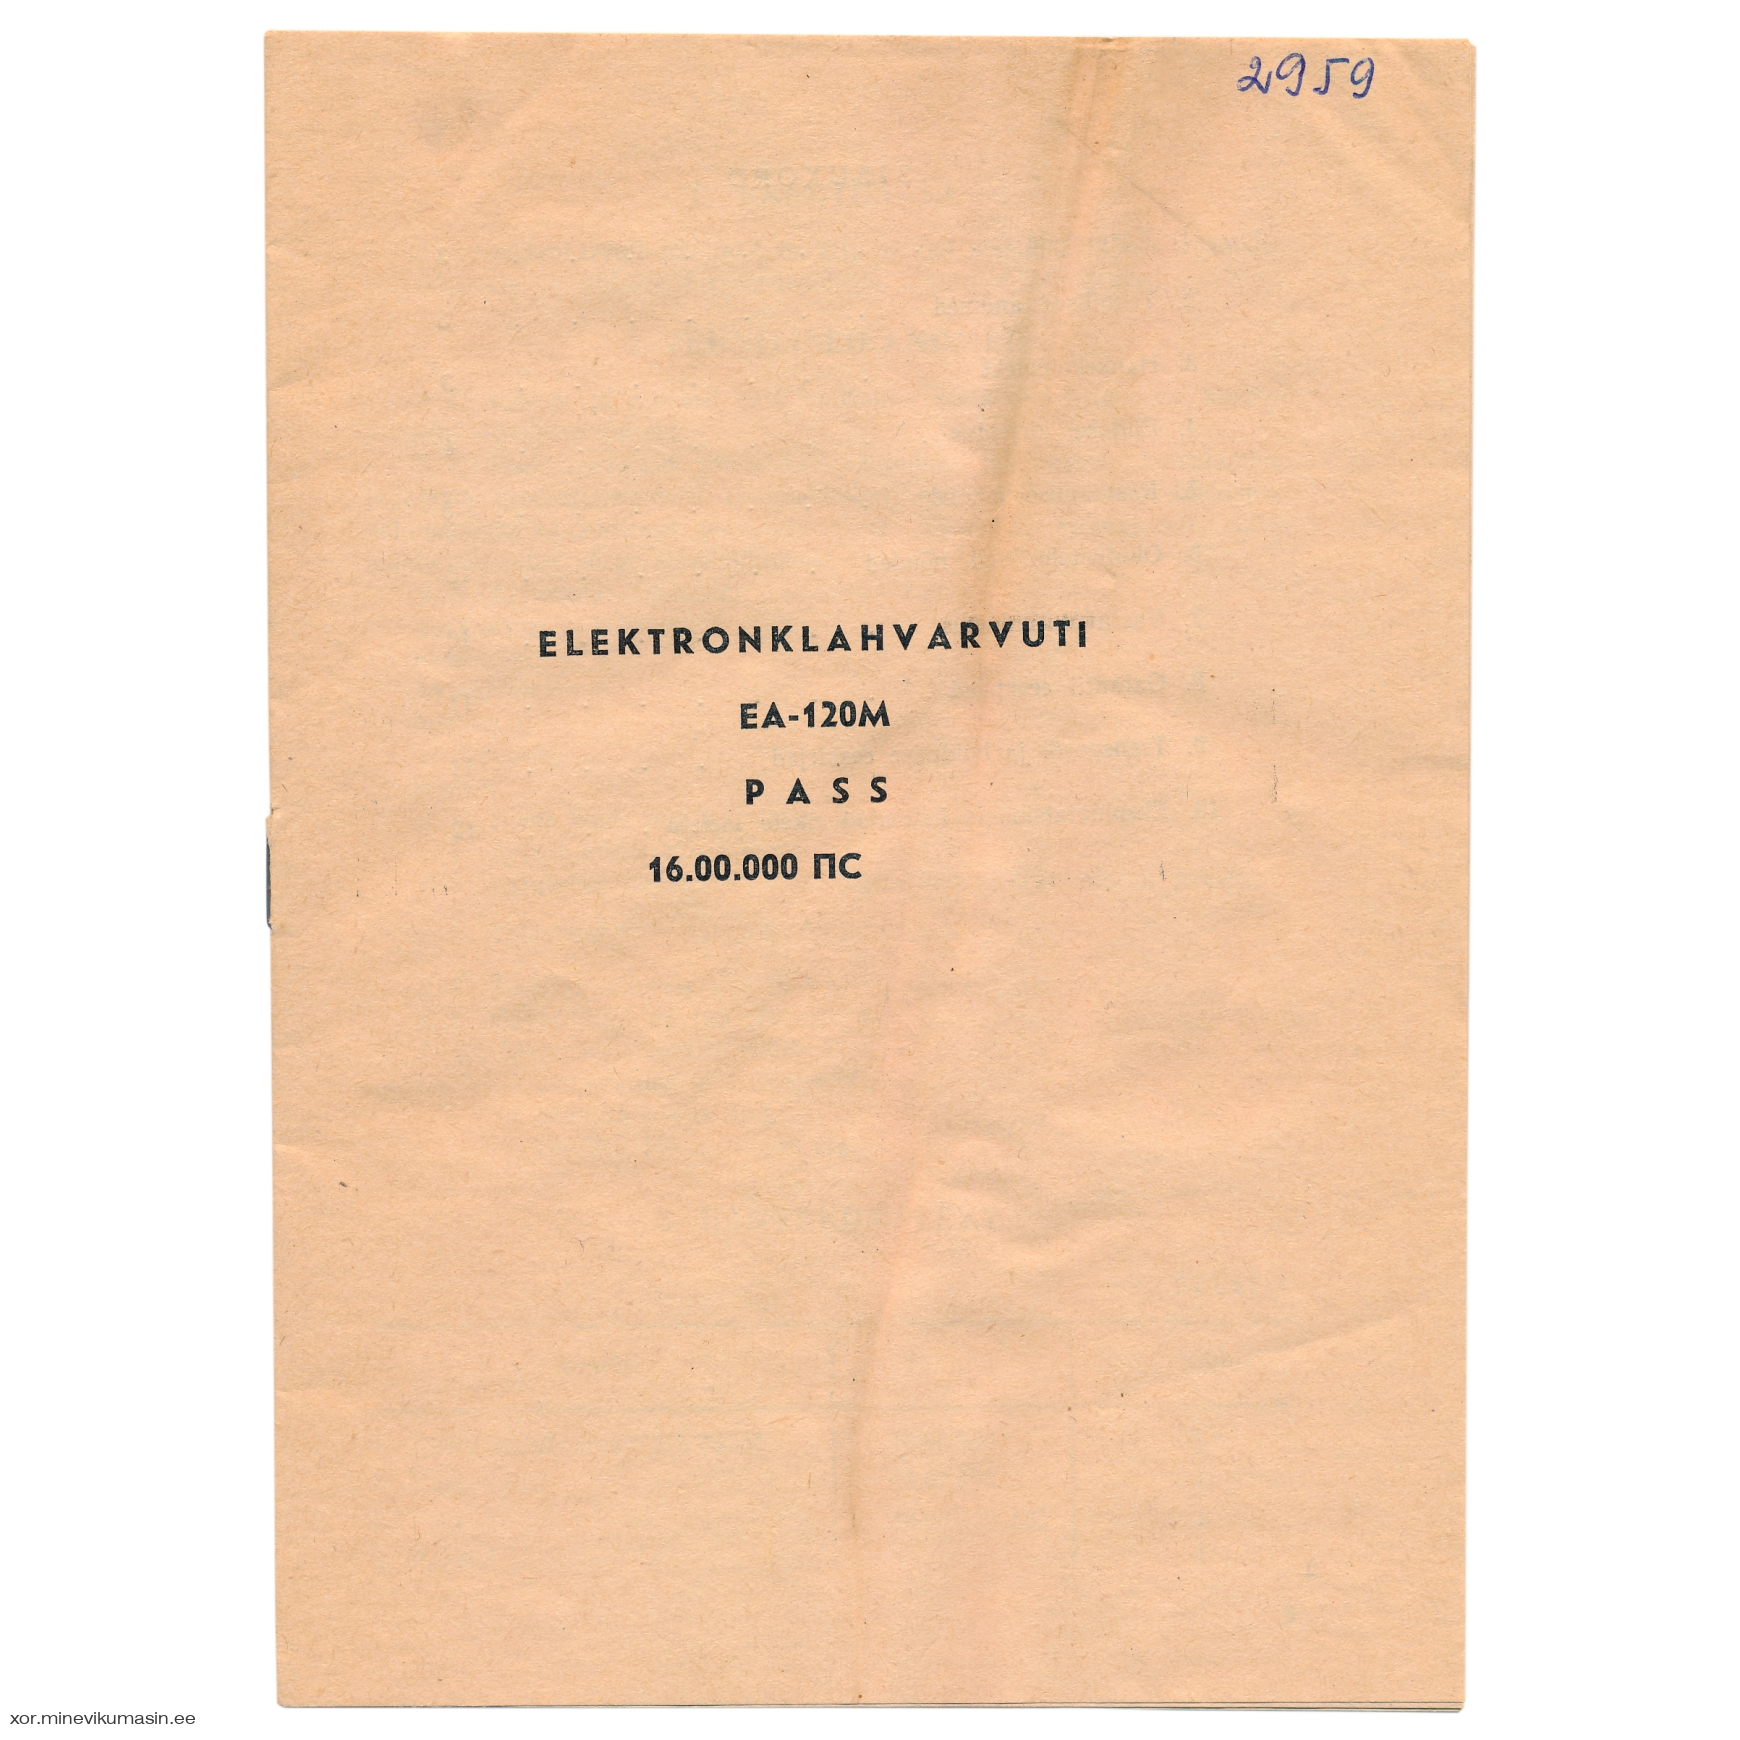 2959
ELEKTRONKLAHVARVUTI
EA-120M
PASS
16.00.000 ПС
xor.minevikumasin.ee